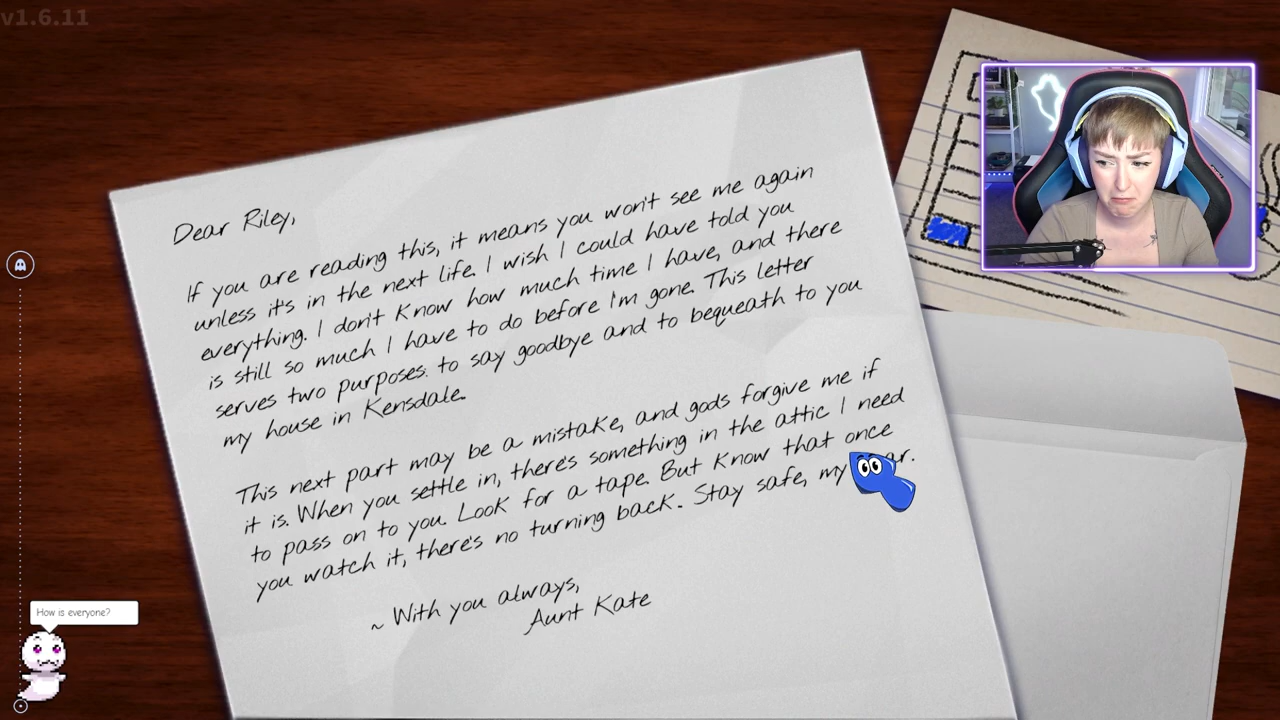 v1.6.11
Dear Riley,
If you are reading this, it means you won't see me again
unless it's in the next life. I wish I could have told you
everything. I don't know how much time I have, and there
is still so much I have to do before I'm gone. This letter
serves two purposes: to say goodbye and to bequeath to you
my house in Kensdale.
This next part may be a mistake, and gods forgive me if
it is. When you settle in, there's something in the attic I need
to pass on to you. Look for a tape. But know that once
you watch it, there's no turning back. Stay safe, my
~ With you always,
Aunt Kate
How is everyone?